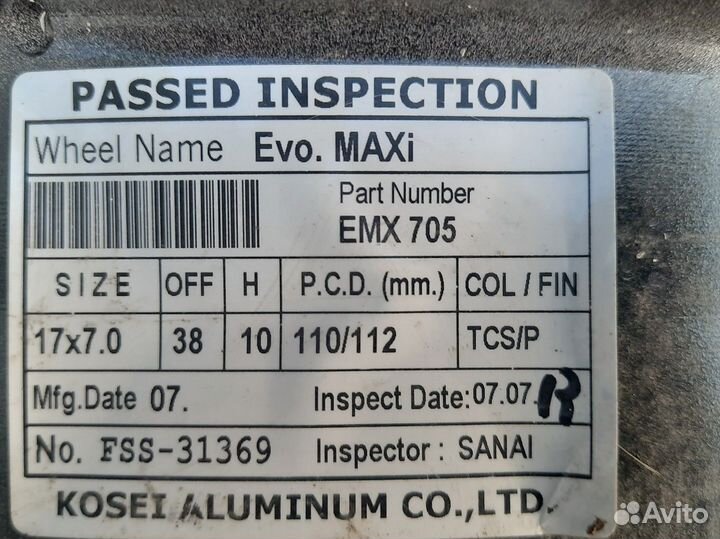 PASSED INSPECTION
Wheel Name Evo. MAXi
Part Number
EMX 705
SIZE OFF H P.C.D. (mm.) COL / FIN
17x7.0 38 10 110/112 TCS/P
Mfg.Date 07. Inspect Date:07.07. R
No. FSS-31369 Inspector : SANAI
KOSEI ALUMINUM CO.,LTD.
Avito